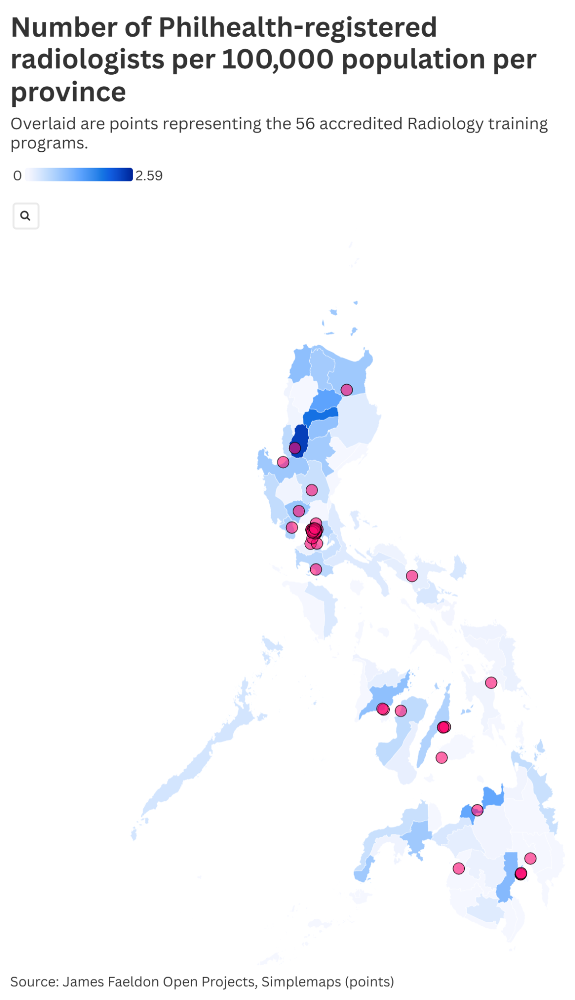 Number of Philhealth-registered
radiologists per 100,000 population per
province
Overlaid are points representing the 56 accredited Radiology training
programs.
0 2.59
Source: James Faeldon Open Projects, Simplemaps (points)